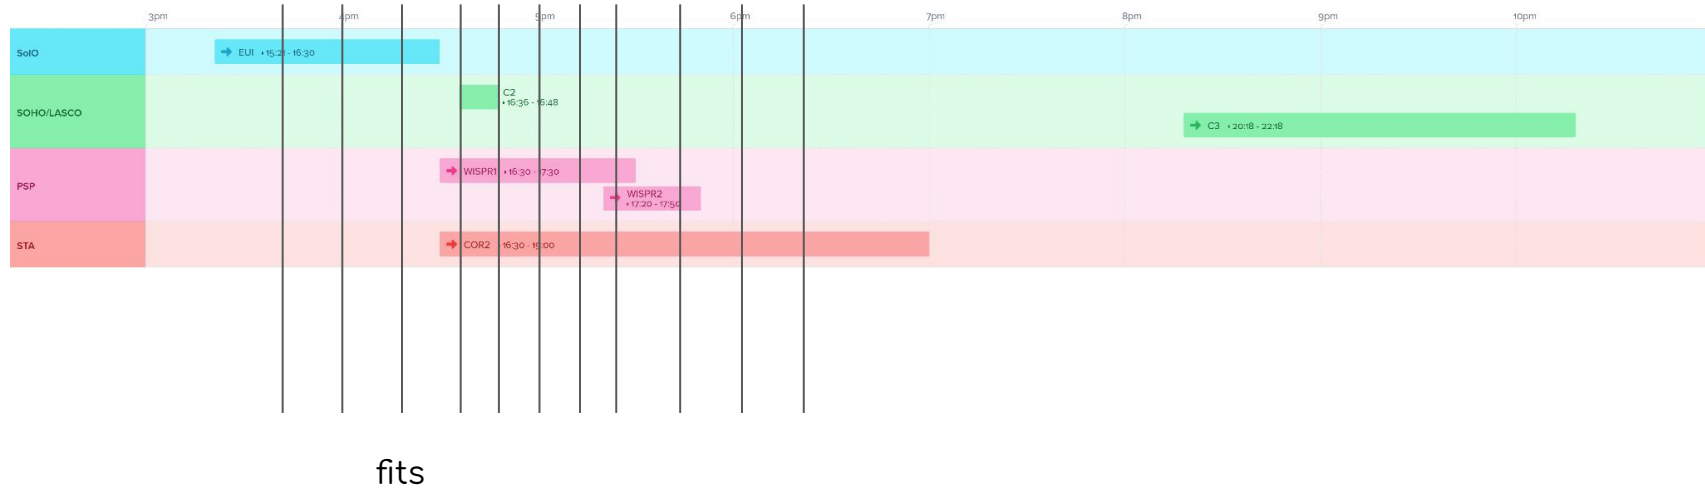 3pm 4pm 5pm 6pm 7pm 8pm 9pm 10pm
SolO
EUI • 15:21 - 16:30
SOHO/LASCO
C2
• 16:36 - 16:48
C3 • 20:18 - 22:18
PSP
WISPR1 • 16:30 - 17:30
WISPR2
• 17:20 - 17:50
STA
COR2 • 16:30 - 19:00
fits